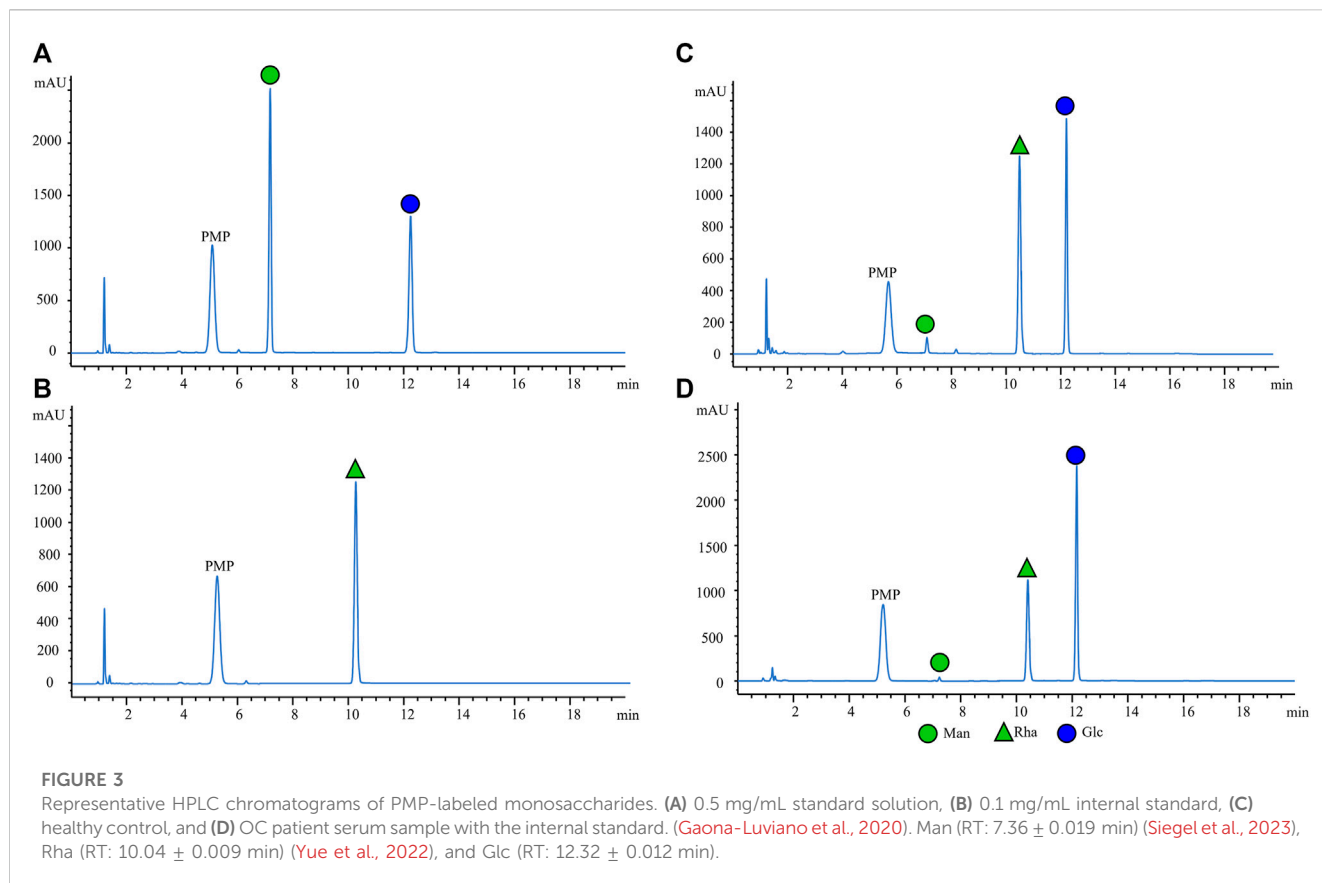 A
mAU
2000
1500
1000
500
0
PMP
2 4 6 8 10 12 14 16 18 min
B
mAU
1400
1200
1000
800
600
400
200
0
PMP
2 4 6 8 10 12 14 16 18 min
C
mAU
1400
1200
1000
800
600
400
200
0
PMP
2 4 6 8 10 12 14 16 18 min
D
mAU
2500
2000
1500
1000
500
0
PMP
2 4 6 8 10 12 14 16 18 min
Man Rha Glc
FIGURE 3
Representative HPLC chromatograms of PMP-labeled monosaccharides. (A) 0.5 mg/mL standard solution, (B) 0.1 mg/mL internal standard, (C)
healthy control, and (D) OC patient serum sample with the internal standard. (Gaona-Luviano et al., 2020). Man (RT: 7.36 ± 0.019 min) (Siegel et al., 2023),
Rha (RT: 10.04 ± 0.009 min) (Yue et al., 2022), and Glc (RT: 12.32 ± 0.012 min).